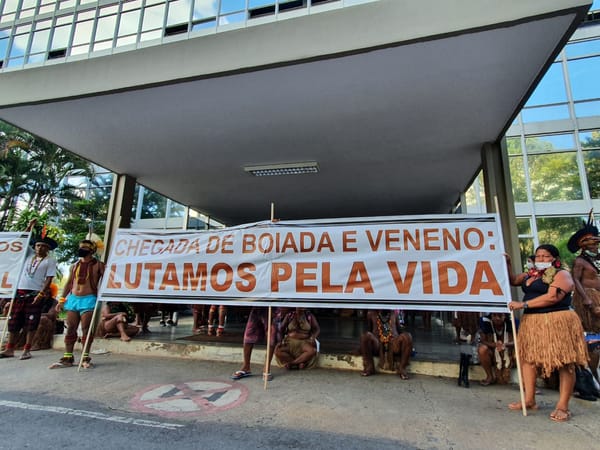 CHEGADA DE BOIADA E VENENO:
LUTAMOS PELA VIDA